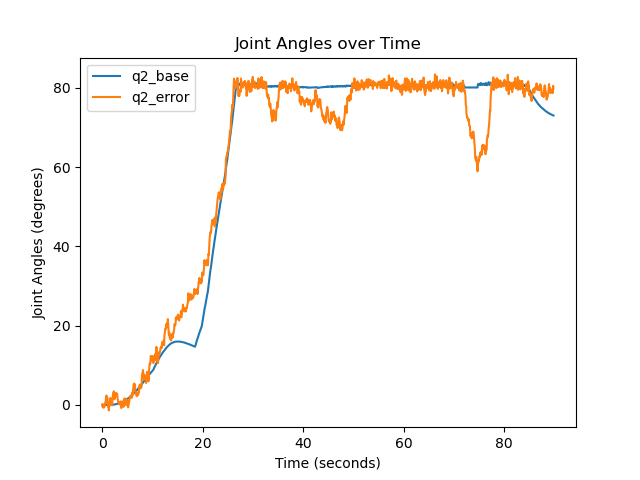 Joint Angles over Time
q2_base
q2_error
Joint Angles (degrees)
80
60
40
20
0
0 20 40 60 80
Time (seconds)